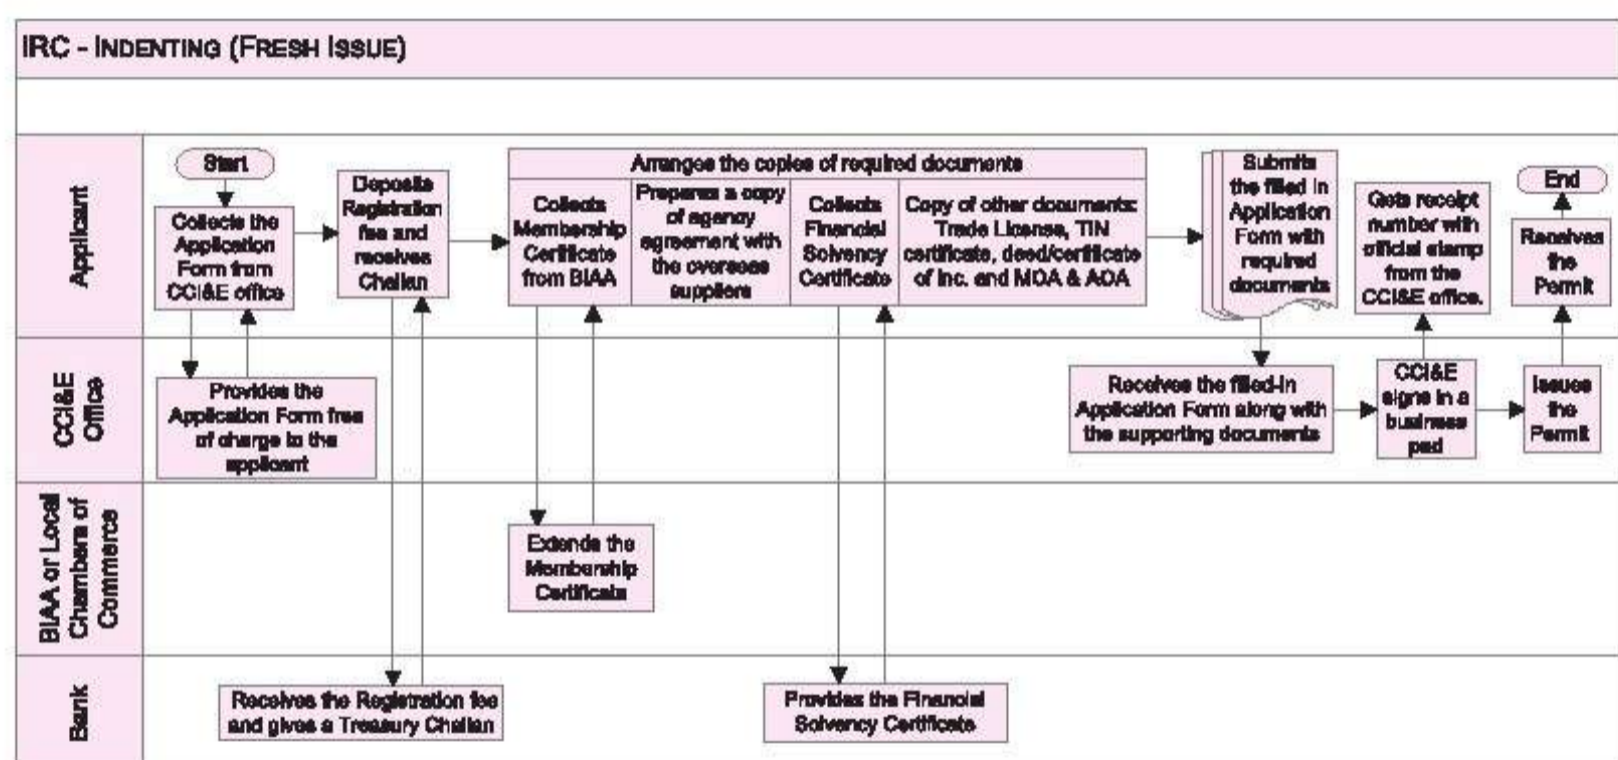 IRC - INDENTING (FRESH ISSUE)
Applicant
Start
Collects the
Application
Form from
CCI&E office
Deposits
Registration
fee and
receives
Challan
Arranges the copies of required documents
Collects
Membership
Certificate
from BIAA
Prepares a copy
of agency
agreement with
the overseas
suppliers
Collects
Financial
Solvency
Certificate
Copy of other documents:
Trade License, TIN
certificate, deed/certificate
of Inc. and MOA & AOA
Submits
the filled in
Application
Form with
required
documents
Gets receipt
number with
official stamp
from the
CCI&E office.
End
Receives
the
Permit
CCI&E
Office
Provides the
Application Form free
of charge to the
applicant
Receives the filled-in
Application Form along with
the supporting documents
CCI&E
signs in a
business
pad
Issues
the
Permit
BIAA or Local
Chambers of
Commerce
Extends the
Membership
Certificate
Bank
Receives the Registration fee
and gives a Treasury Challan
Provides the Financial
Solvency Certificate